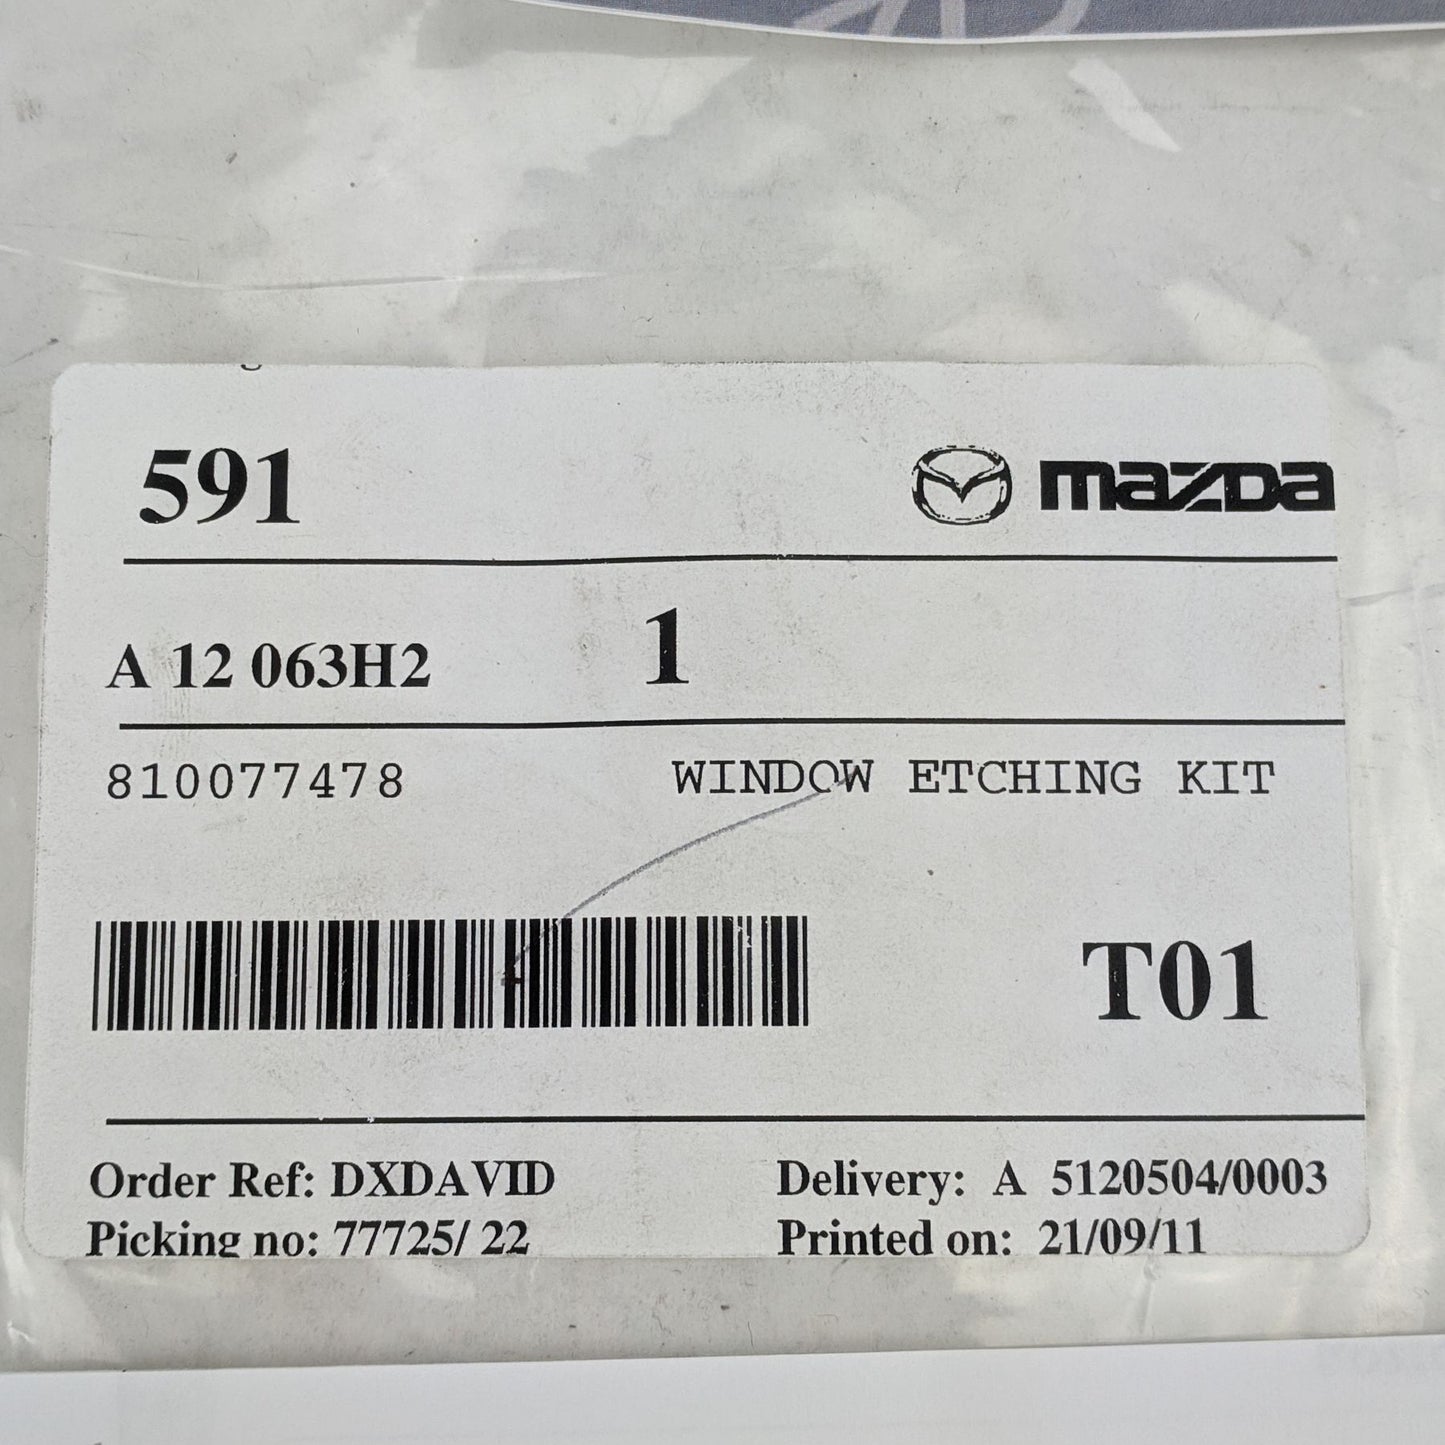 591
mazda
A 12 063H2
1
810077478
WINDOW ETCHING KIT
T01
Order Ref: DXDAVID
Delivery: A 5120504/0003
Picking no: 77725/ 22
Printed on: 21/09/11